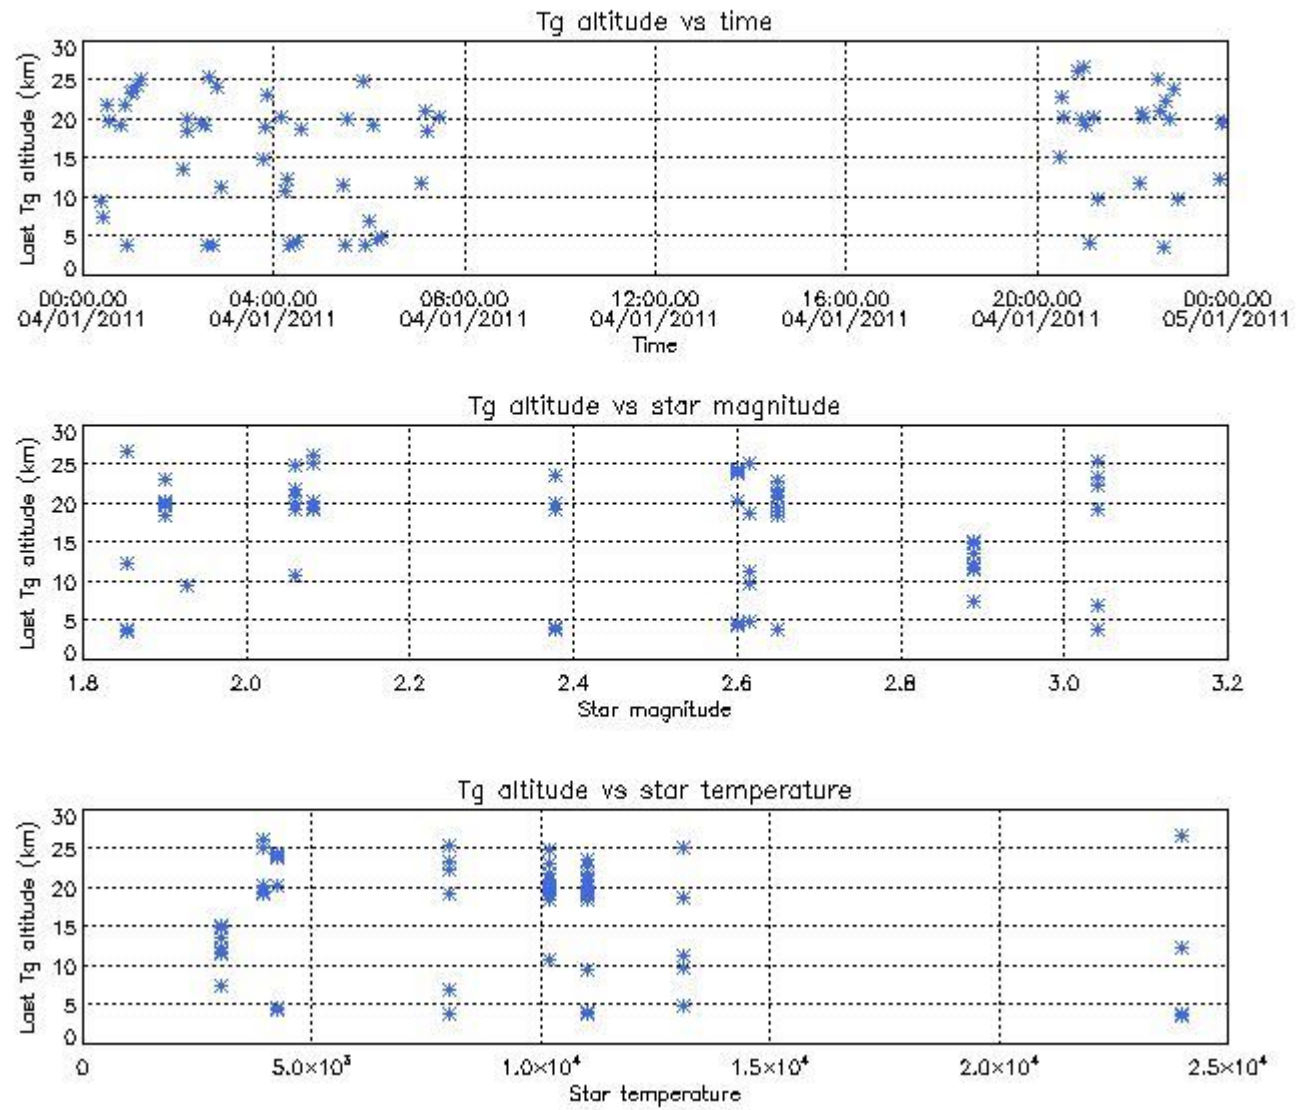 Tg altitude vs time
Last Tg altitude (km)
30
25
20
15
10
5
0
00:00.00 04:00.00 08:00.00 12:00.00 16:00.00 20:00.00 00:00.00
04/01/2011 04/01/2011 04/01/2011 04/01/2011 04/01/2011 04/01/2011 05/01/2011
Time
Tg altitude vs star magnitude
Last Tg altitude (km)
30
25
20
15
10
5
0
1.8 2.0 2.2 2.4 2.6 2.8 3.0 3.2
Star magnitude
Tg altitude vs star temperature
Last Tg altitude (km)
30
25
20
15
10
5
0
0 5.0×10³ 1.0×10⁴ 1.5×10⁴ 2.0×10⁴ 2.5×10⁴
Star temperature